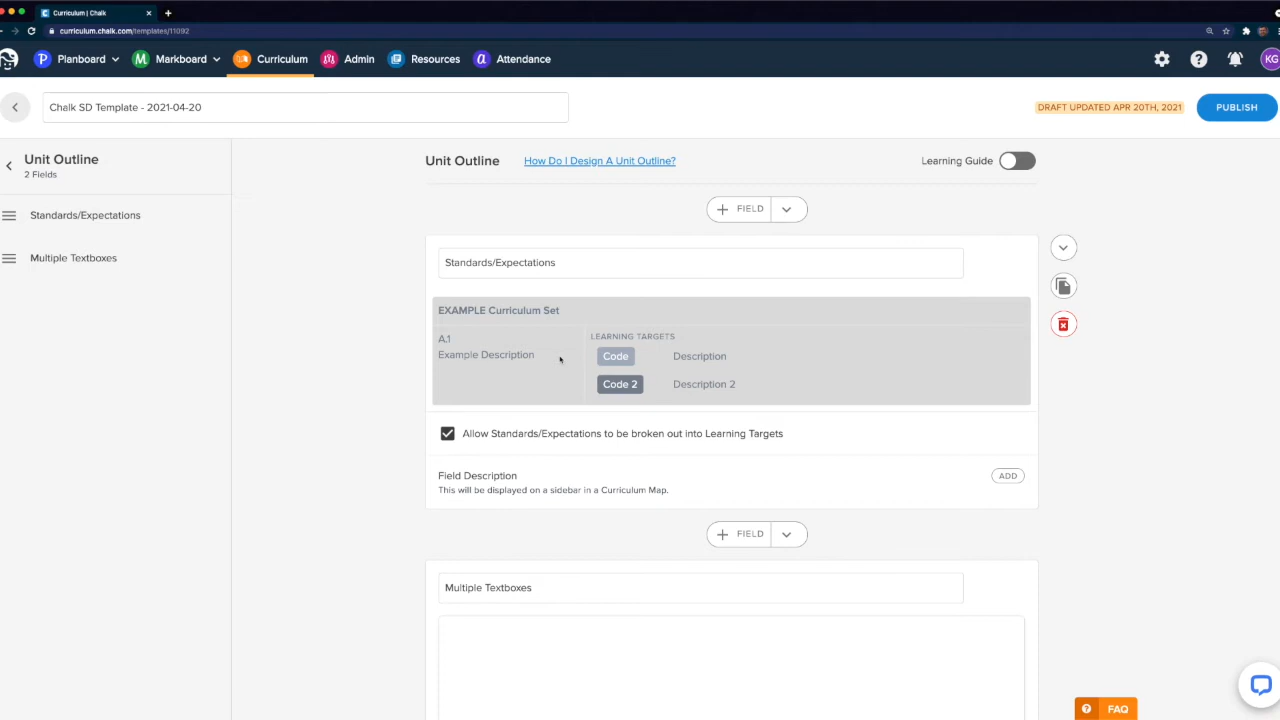 Curriculum | Chalk
curriculum.chalk.com/templates/11092
Planboard
Markboard
Curriculum
Admin
Resources
Attendance
KG
Chalk SD Template - 2021-04-20
DRAFT UPDATED APR 20TH, 2021
PUBLISH
Unit Outline
2 Fields
Standards/Expectations
Multiple Textboxes
Unit Outline
How Do I Design A Unit Outline?
Learning Guide
FIELD
Standards/Expectations
EXAMPLE Curriculum Set
A.1
Example Description
LEARNING TARGETS
Code
Description
Code 2
Description 2
Allow Standards/Expectations to be broken out into Learning Targets
Field Description
ADD
This will be displayed on a sidebar in a Curriculum Map.
FIELD
Multiple Textboxes
FAQ